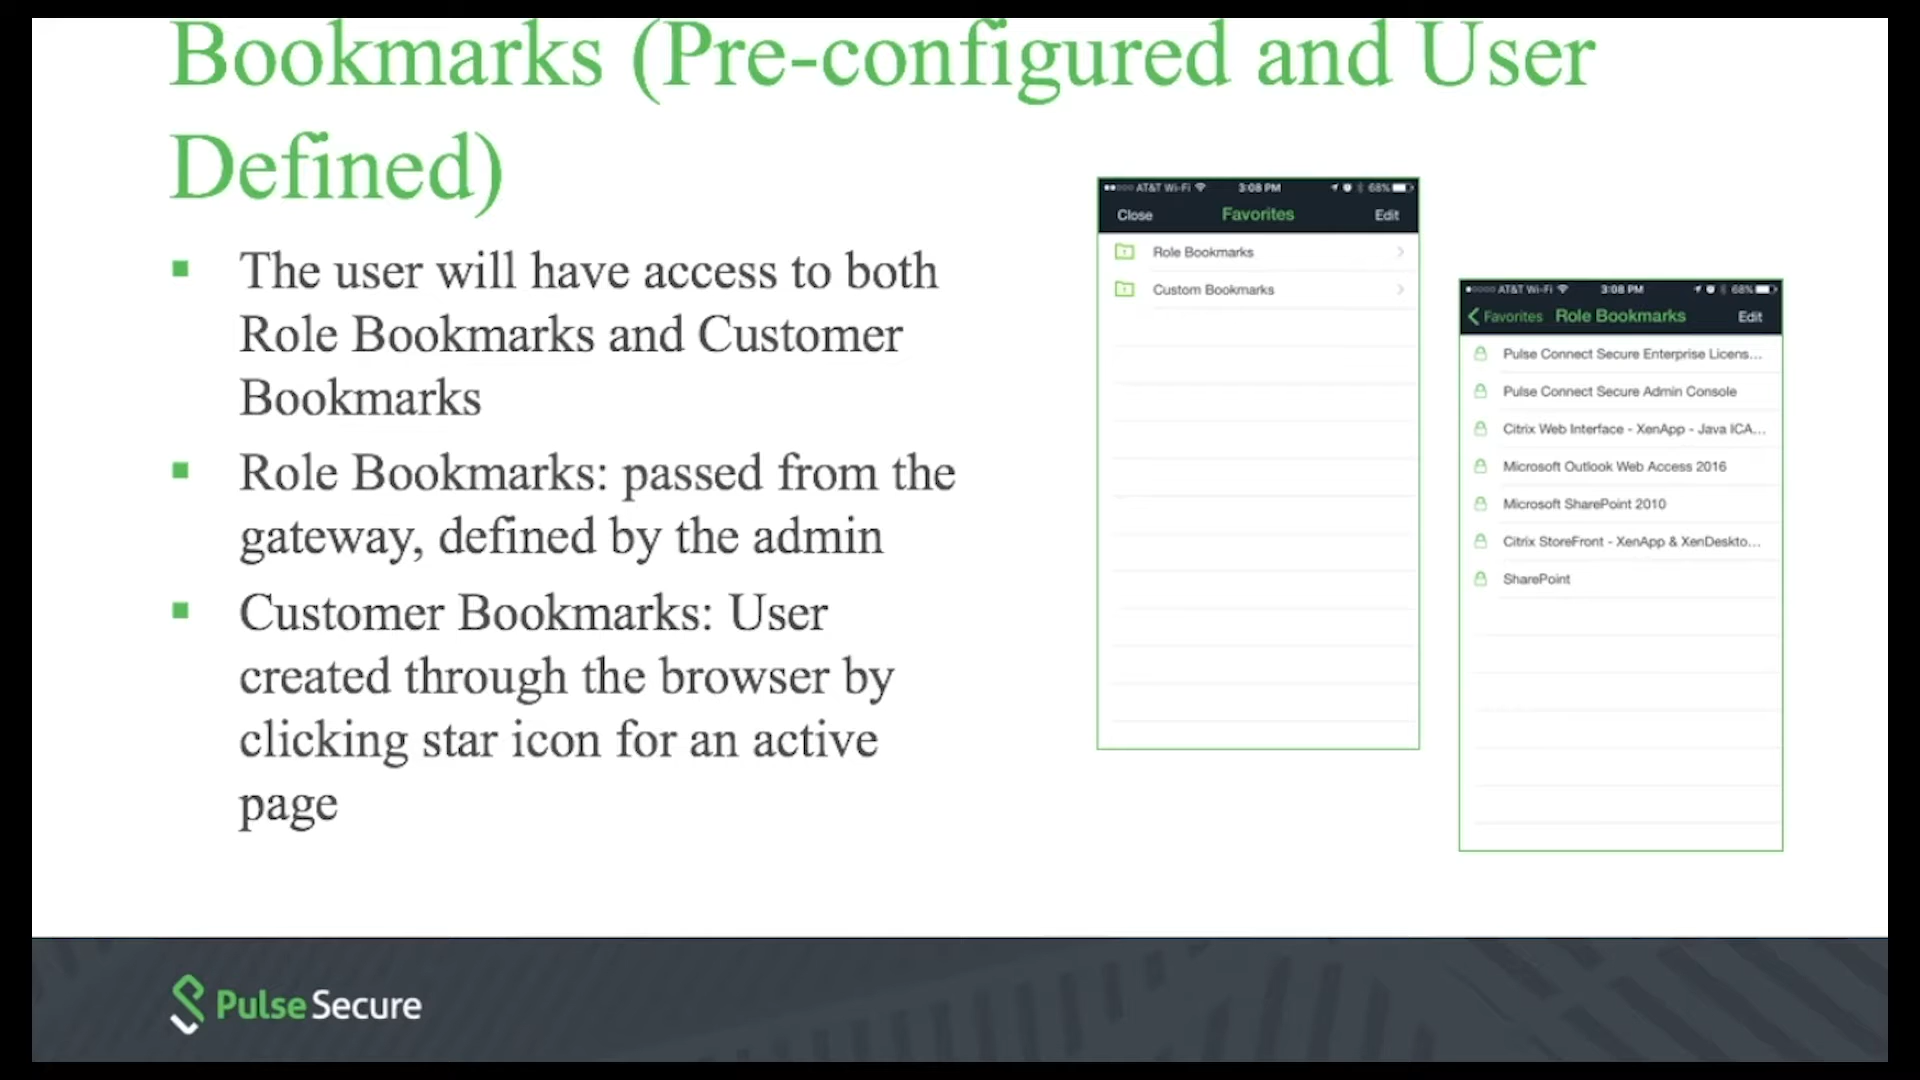 Bookmarks (Pre-configured and User
Defined)
The user will have access to both
Role Bookmarks and Customer
Bookmarks
Role Bookmarks: passed from the
gateway, defined by the admin
Customer Bookmarks: User
created through the browser by
clicking star icon for an active
page
AT&T Wi-Fi 3:08 PM 68%
Close Favorites Edit
Role Bookmarks
Custom Bookmarks
AT&T Wi-Fi 3:08 PM 68%
Favorites Role Bookmarks Edit
Pulse Connect Secure Enterprise Licens...
Pulse Connect Secure Admin Console
Citrix Web Interface - XenApp - Java ICA...
Microsoft Outlook Web Access 2016
Microsoft SharePoint 2010
Citrix StoreFront - XenApp & XenDeskto...
SharePoint
Pulse Secure